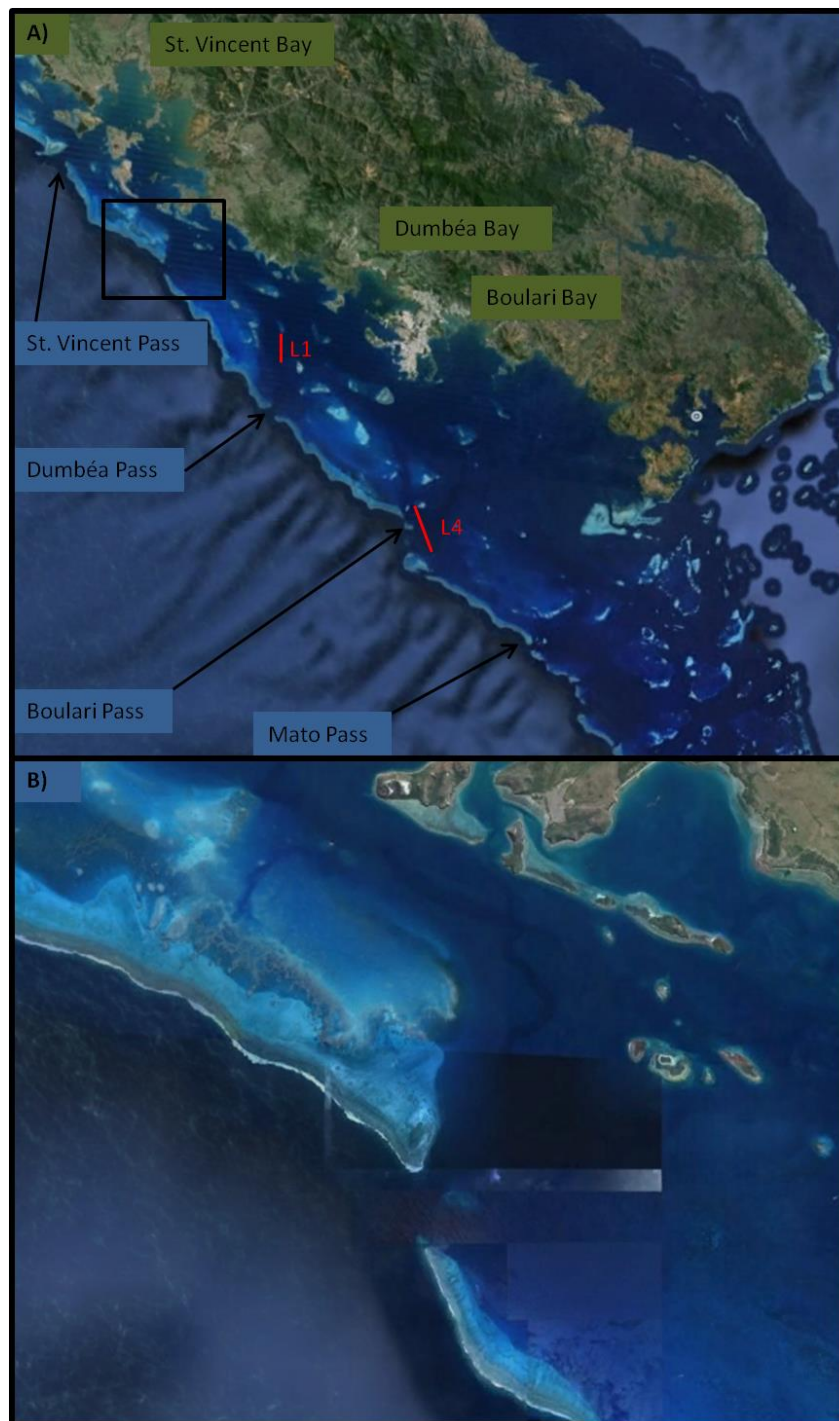 A)
St. Vincent Bay
Dumbéa Bay
Boulari Bay
St. Vincent Pass
L1
Dumbéa Pass
L4
Boulari Pass
Mato Pass
B)